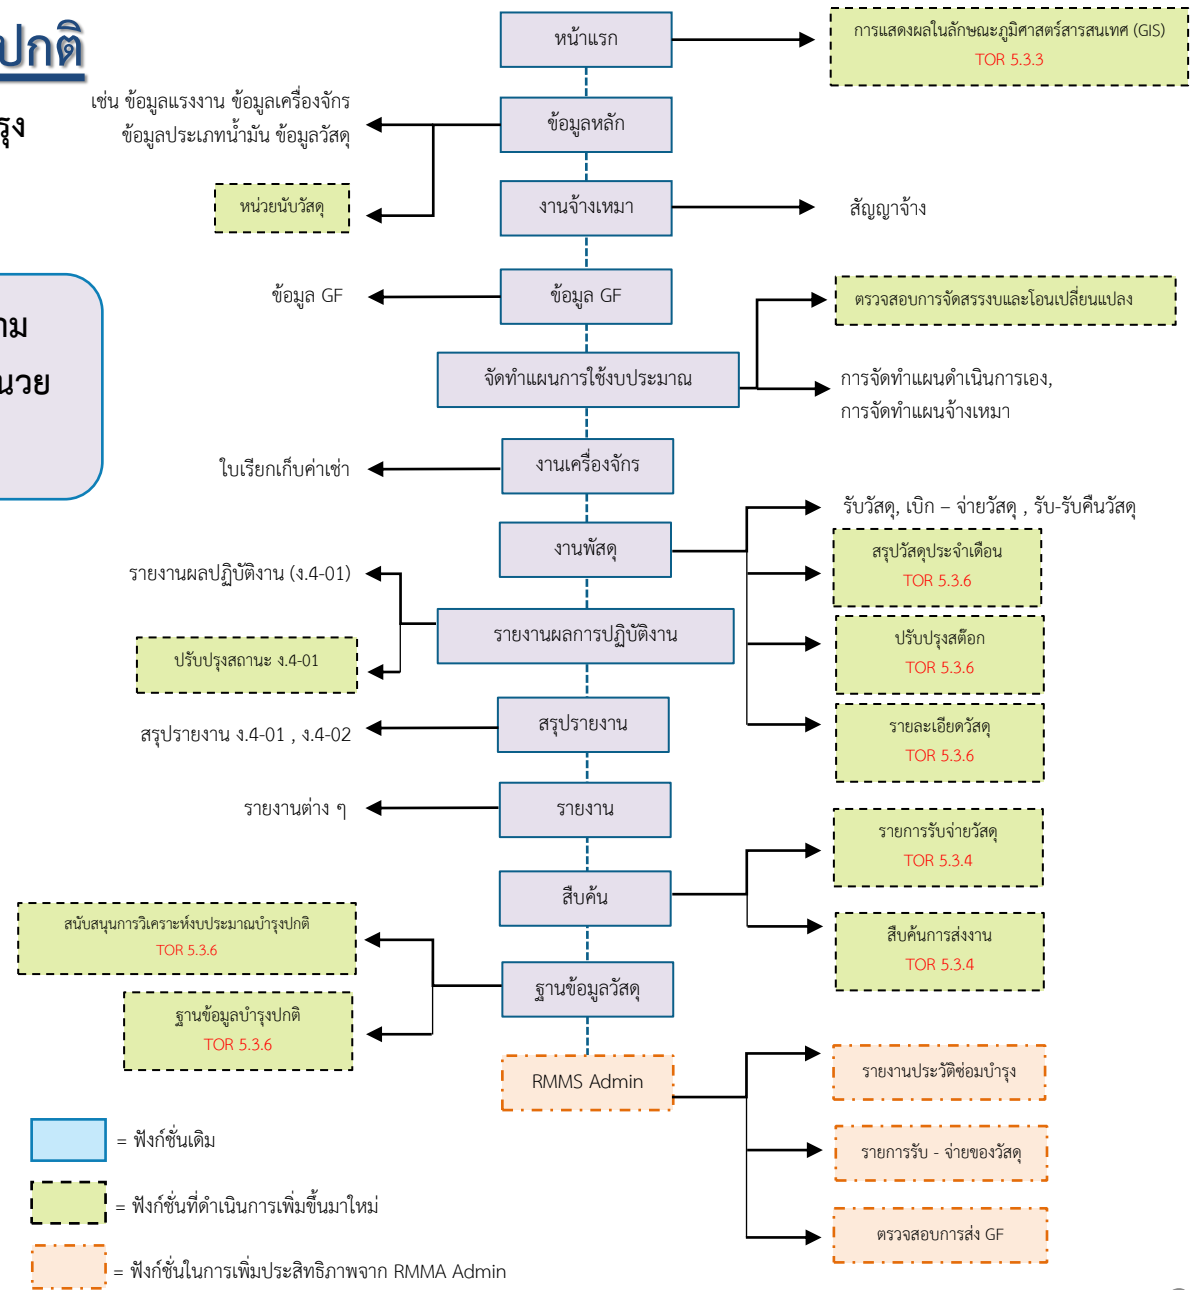 ปกติ
รุง
าม
นวย
หน้าแรก
การแสดงผลในลักษณะภูมิศาสตร์สารสนเทศ (GIS)
TOR 5.3.3
เช่น ข้อมูลแรงงาน ข้อมูลเครื่องจักร
ข้อมูลประเภทน้ำมัน ข้อมูลวัสดุ
ข้อมูลหลัก
หน่วยนับวัสดุ
งานจ้างเหมา
สัญญาจ้าง
ข้อมูล GF
ข้อมูล GF
ตรวจสอบการจัดสรรงบและโอนเปลี่ยนแปลง
จัดทำแผนการใช้งบประมาณ
การจัดทำแผนดำเนินการเอง,
การจัดทำแผนจ้างเหมา
ใบเรียกเก็บค่าเช่า
งานเครื่องจักร
งานพัสดุ
รับวัสดุ, เบิก – จ่ายวัสดุ , รับ-รับคืนวัสดุ
สรุปวัสดุประจำเดือน
TOR 5.3.6
ปรับปรุงสต๊อก
TOR 5.3.6
รายละเอียดวัสดุ
TOR 5.3.6
รายงานผลปฏิบัติงาน (ง.4-01)
รายงานผลการปฏิบัติงาน
ปรับปรุงสถานะ ง.4-01
สรุปรายงาน ง.4-01 , ง.4-02
สรุปรายงาน
รายงานต่าง ๆ
รายงาน
สืบค้น
รายการรับจ่ายวัสดุ
TOR 5.3.4
สืบค้นการส่งงาน
TOR 5.3.4
สนับสนุนการวิเคราะห์งบประมาณบำรุงปกติ
TOR 5.3.6
ฐานข้อมูลวัสดุ
ฐานข้อมูลบำรุงปกติ
TOR 5.3.6
RMMS Admin
รายงานประวัติซ่อมบำรุง
รายการรับ - จ่ายของวัสดุ
ตรวจสอบการส่ง GF
= ฟังก์ชั่นเดิม
= ฟังก์ชั่นที่ดำเนินการเพิ่มขึ้นมาใหม่
= ฟังก์ชั่นในการเพิ่มประสิทธิภาพจาก RMMA Admin